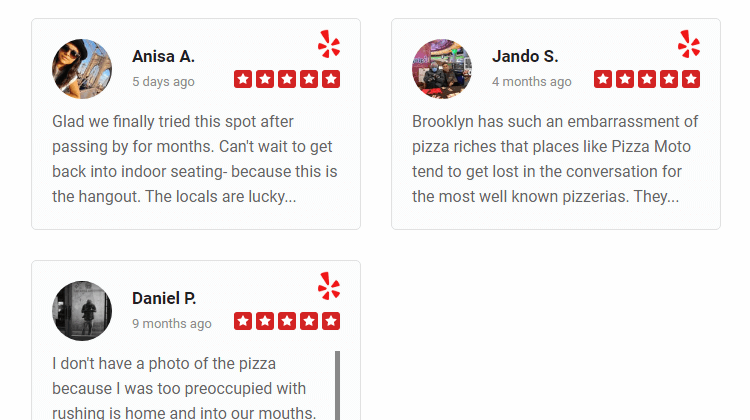 Anisa A.
5 days ago
Glad we finally tried this spot after
passing by for months. Can't wait to get
back into indoor seating- because this is
the hangout. The locals are lucky...
Jando S.
4 months ago
Brooklyn has such an embarrassment of
pizza riches that places like Pizza Moto
tend to get lost in the conversation for
the most well known pizzerias. They...
Daniel P.
9 months ago
I don't have a photo of the pizza
because I was too preoccupied with
rushing is home and into our mouths.